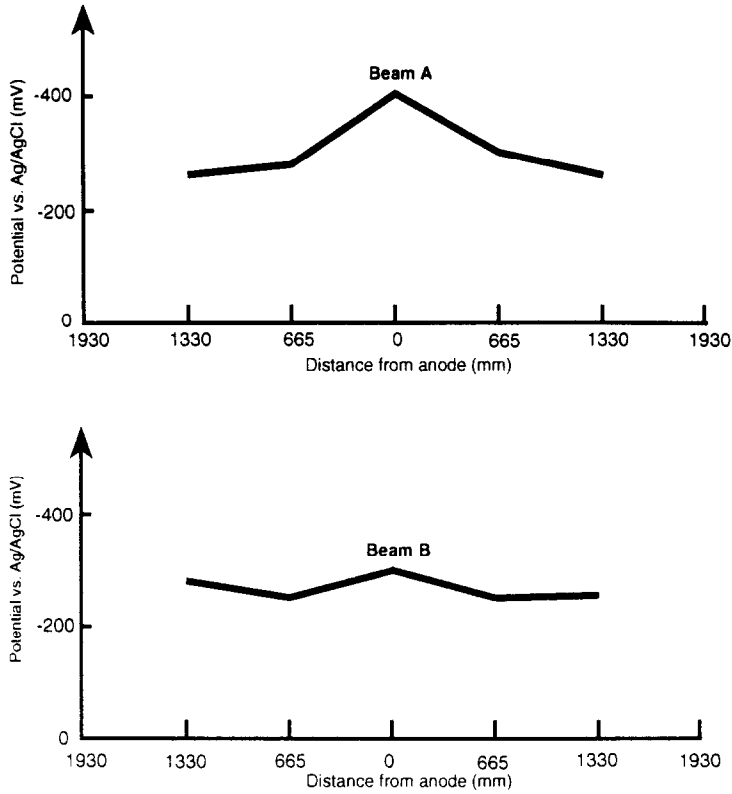 Beam A
Potential vs. Ag/AgCl (mV)
-400
-200
0
1930 1330 665 0 665 1330 1930
Distance from anode (mm)
Beam B
Potential vs. Ag/AgCl (mV)
-400
-200
0
1930 1330 665 0 665 1330 1930
Distance from anode (mm)